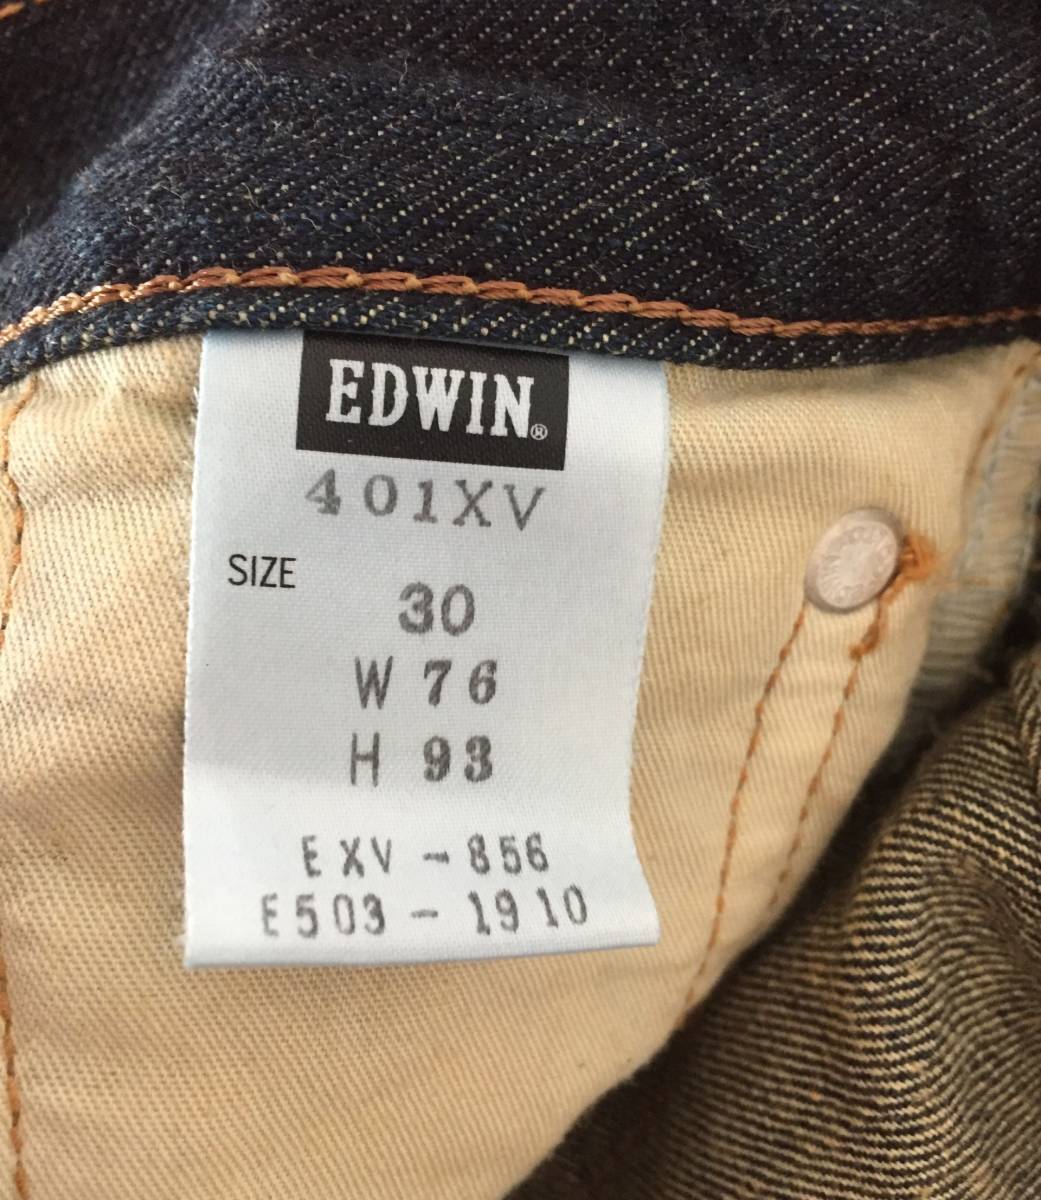 EDWIN®
401XV
SIZE
30
W 76
H 93
EXV - 856
E503 - 1910